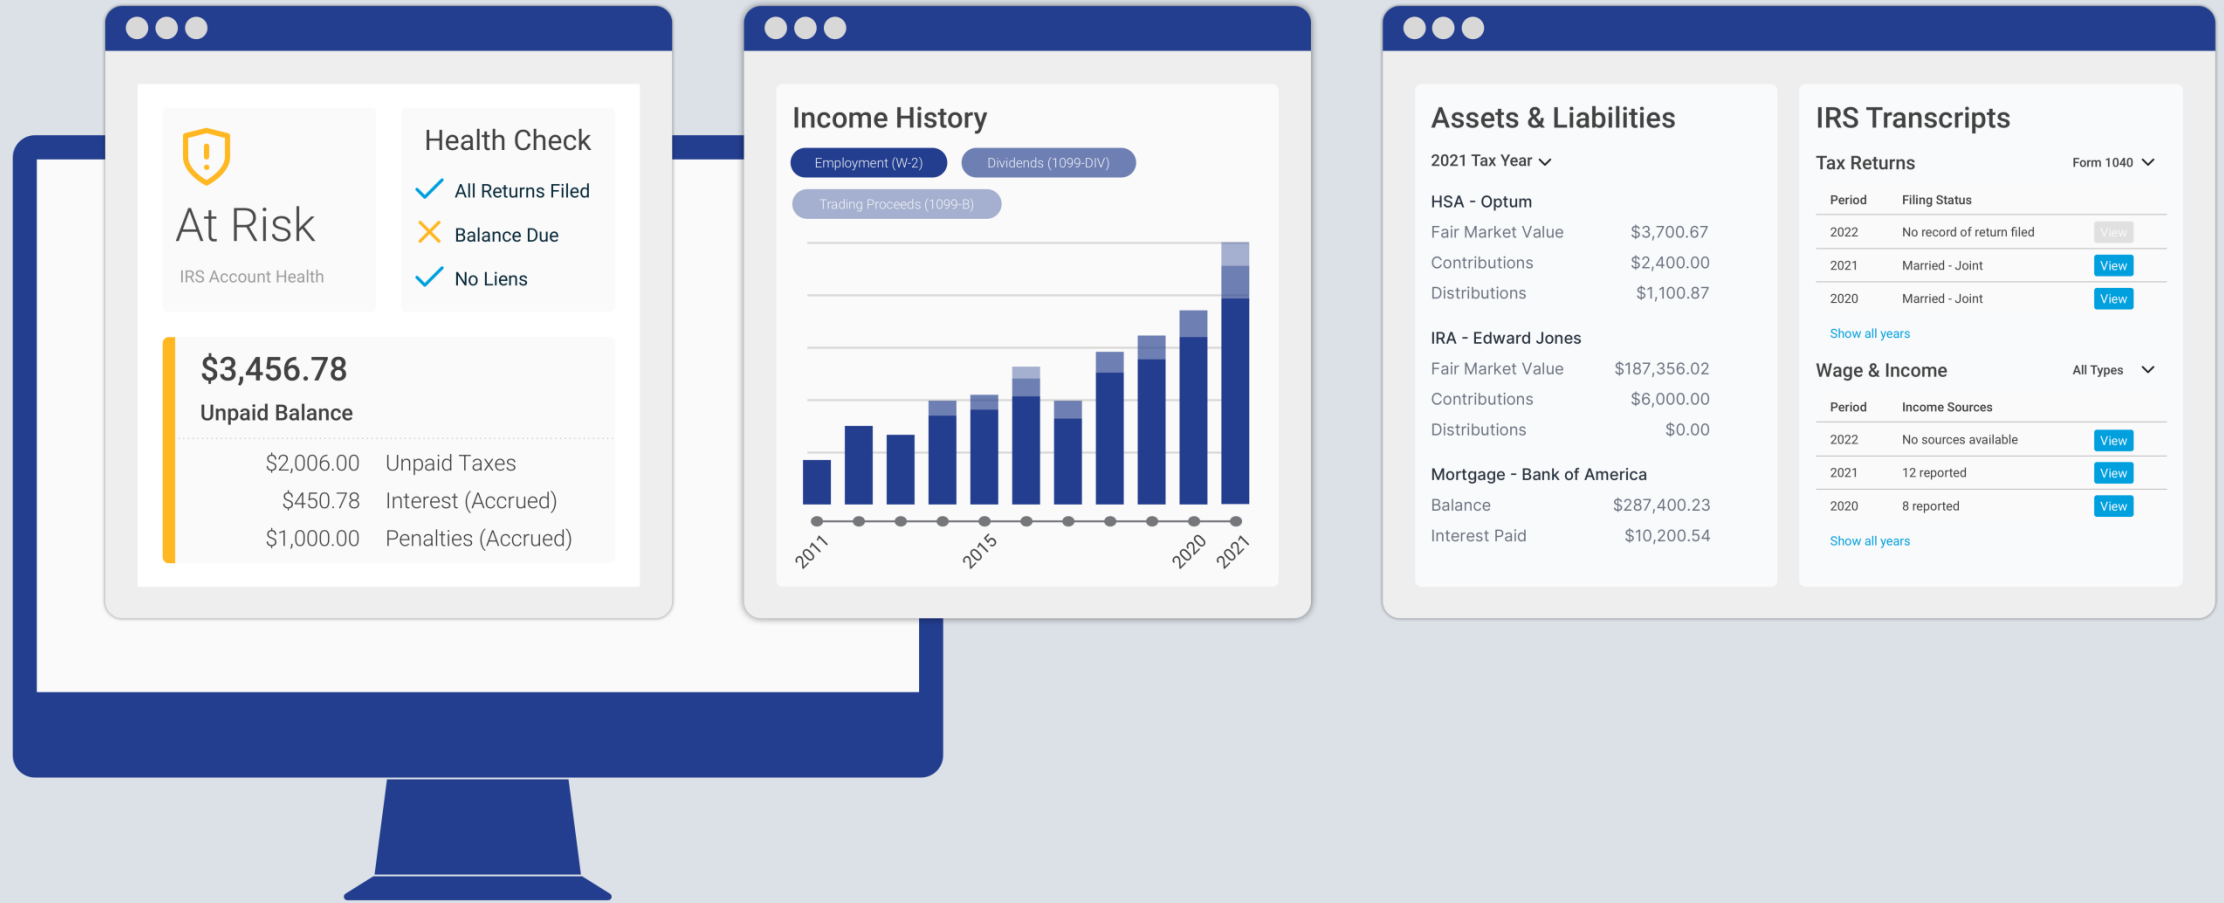 At Risk
IRS Account Health
Health Check
All Returns Filed
Balance Due
No Liens
$3,456.78
Unpaid Balance
$2,006.00 Unpaid Taxes
$450.78 Interest (Accrued)
$1,000.00 Penalties (Accrued)
Income History
Employment (W-2) Dividends (1099-DIV)
Trading Proceeds (1099-B)
2011 2015 2020 2021
Assets & Liabilities
2021 Tax Year
HSA - Optum
Fair Market Value $3,700.67
Contributions $2,400.00
Distributions $1,100.87
IRA - Edward Jones
Fair Market Value $187,356.02
Contributions $6,000.00
Distributions $0.00
Mortgage - Bank of America
Balance $287,400.23
Interest Paid $10,200.54
IRS Transcripts
Tax Returns Form 1040
Period Filing Status
2022 No record of return filed View
2021 Married - Joint View
2020 Married - Joint View
Show all years
Wage & Income All Types
Period Income Sources
2022 No sources available View
2021 12 reported View
2020 8 reported View
Show all years